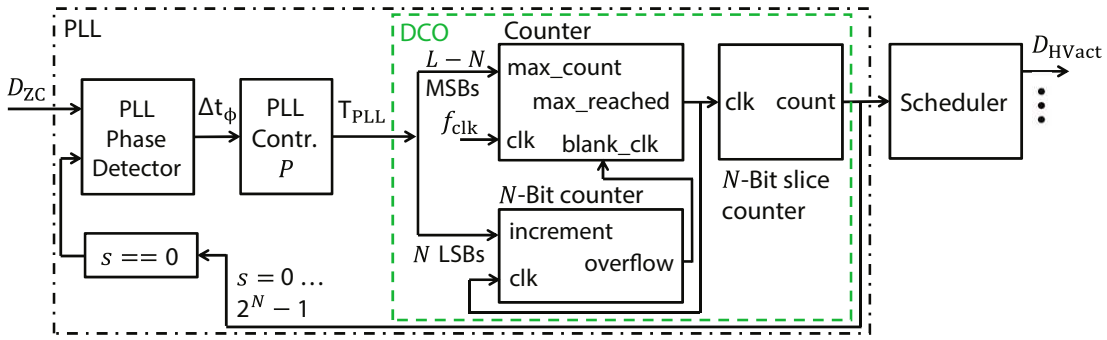 PLL
DCO
Counter
D_ZC
PLL
Phase
Detector
Δt_ϕ
PLL
Contr.
P
T_PLL
L − N
MSBs
max_count
max_reached
f_clk
clk
blank_clk
clk
count
N-Bit slice
counter
Scheduler
D_HVact
N-Bit counter
N LSBs
increment
overflow
clk
s == 0
s = 0 …
2^N − 1